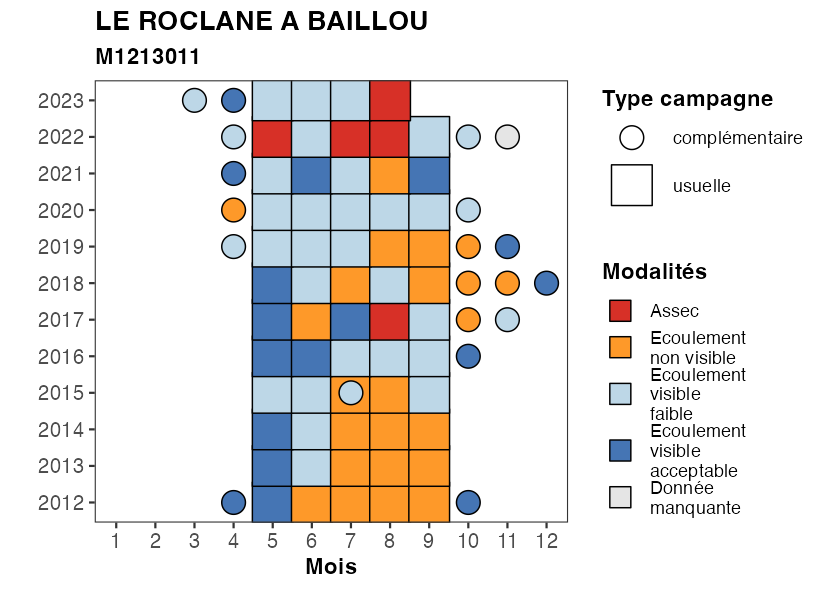 LE ROCLANE A BAILLOU
M1213011
2023
2022
2021
2020
2019
2018
2017
2016
2015
2014
2013
2012
1 2 3 4 5 6 7 8 9 10 11 12
Mois
Type campagne
complémentaire
usuelle
Modalités
Assec
Ecoulement
non visible
Ecoulement
visible
faible
Ecoulement
visible
acceptable
Donnée
manquante